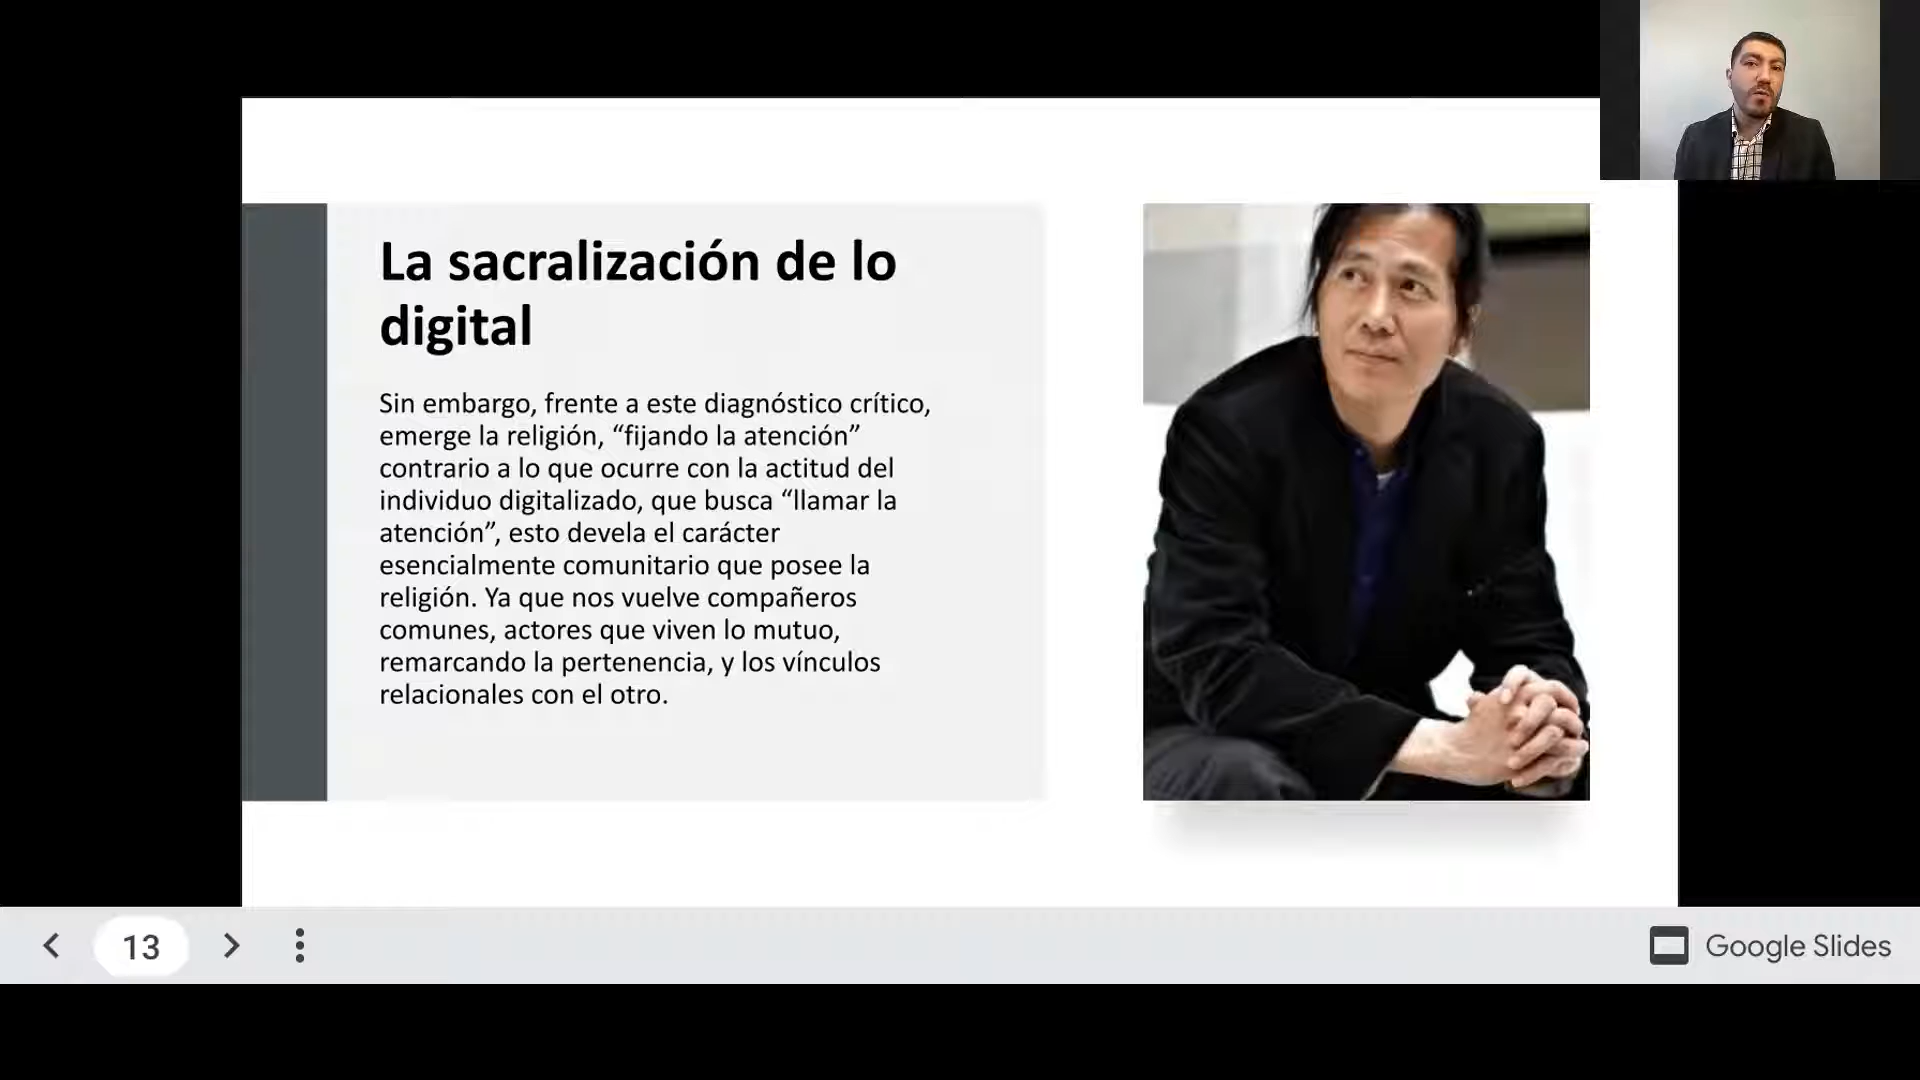 La sacralización de lo
digital
Sin embargo, frente a este diagnóstico crítico,
emerge la religión, “fijando la atención”
contrario a lo que ocurre con la actitud del
individuo digitalizado, que busca “llamar la
atención”, esto devela el carácter
esencialmente comunitario que posee la
religión. Ya que nos vuelve compañeros
comunes, actores que viven lo mutuo,
remarcando la pertenencia, y los vínculos
relacionales con el otro.
13
Google Slides